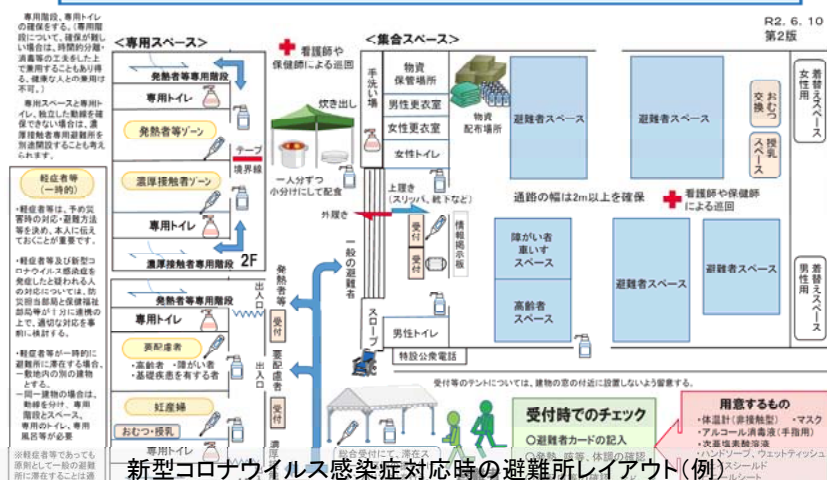 R2. 6. 10
第2版
専用階段、専用トイレ
の確保をする。(専用階
段について、確保が難し
い場合は、時間的分離・
消毒等の工夫をした上
で兼用することもあり得
る、健康な人との兼用は
不可。)
専用スペースと専用ト
イレ、独立した動線を確
保できない場合は、濃
厚接触者専用避難所を
別途開設することも考え
られます。
軽症者等
(一時的)
・軽症者等は、予め災
害時の対応・避難方法
等を決め、本人に伝え
ておくことが重要です。
・軽症者等及び新型コ
ロナウイルス感染症を
発症したと疑われる人
の対応については、防
災担当部局と保健福祉
部局等が十分に連携の
上で、適切な対応を事
前に検討する。
・軽症者等が一時的に
避難所に滞在する場合、
一敷地内の別の建物
とする。
一同一建物の場合は、
動線を分け、専用
階段とスペース、
専用のトイレ、専用
風呂等が必要
※軽症者等であっても
原則として一般の避難
所に滞在することは適
<専用スペース>
発熱者等専用階段
専用トイレ
発熱者等ゾーン
濃厚接触者ゾーン
専用トイレ
濃厚接触者専用階段
2F
テープ
境界線
発熱者等専用階段
専用トイレ
要配慮者
・高齢者 ・障がい者
・基礎疾患を有する者
妊産婦
おむつ・授乳
専用トイレ
出入口
出入口
発熱者等
受付
要配慮者
受付
濃厚
一般の避難者
看護師や
保健師による巡回
炊き出し
一人分ずつ
小分けにして配食
<集合スペース>
手洗い場
物資
保管場所
男性更衣室
女性更衣室
女性トイレ
物資
配布場所
上履き
(スリッパ、靴下など)
外履き
受付
受付
情報掲示板
スロープ
男性トイレ
特設公衆電話
避難者スペース
避難者スペース
おむつ交換
授乳スペース
着替えスペース
女性用
通路の幅は2m以上を確保
看護師や保健師
による巡回
障がい者
車いす
スペース
高齢者
スペース
避難者スペース
避難者スペース
着替えスペース
男性用
受付等のテントについては、建物の窓の付近に設置しないよう留意する。
総合受付にて、滞在ス
受付時でのチェック
○避難者カードの記入
○発熱、咳等、体調の確認
用意するもの
・体温計(非接触型) ・マスク
・アルコール消毒液(手指用)
・次亜塩素酸溶液
・ハンドソープ、ウェットティッシュ
新型コロナウイルス感染症対応時の避難所レイアウト(例)